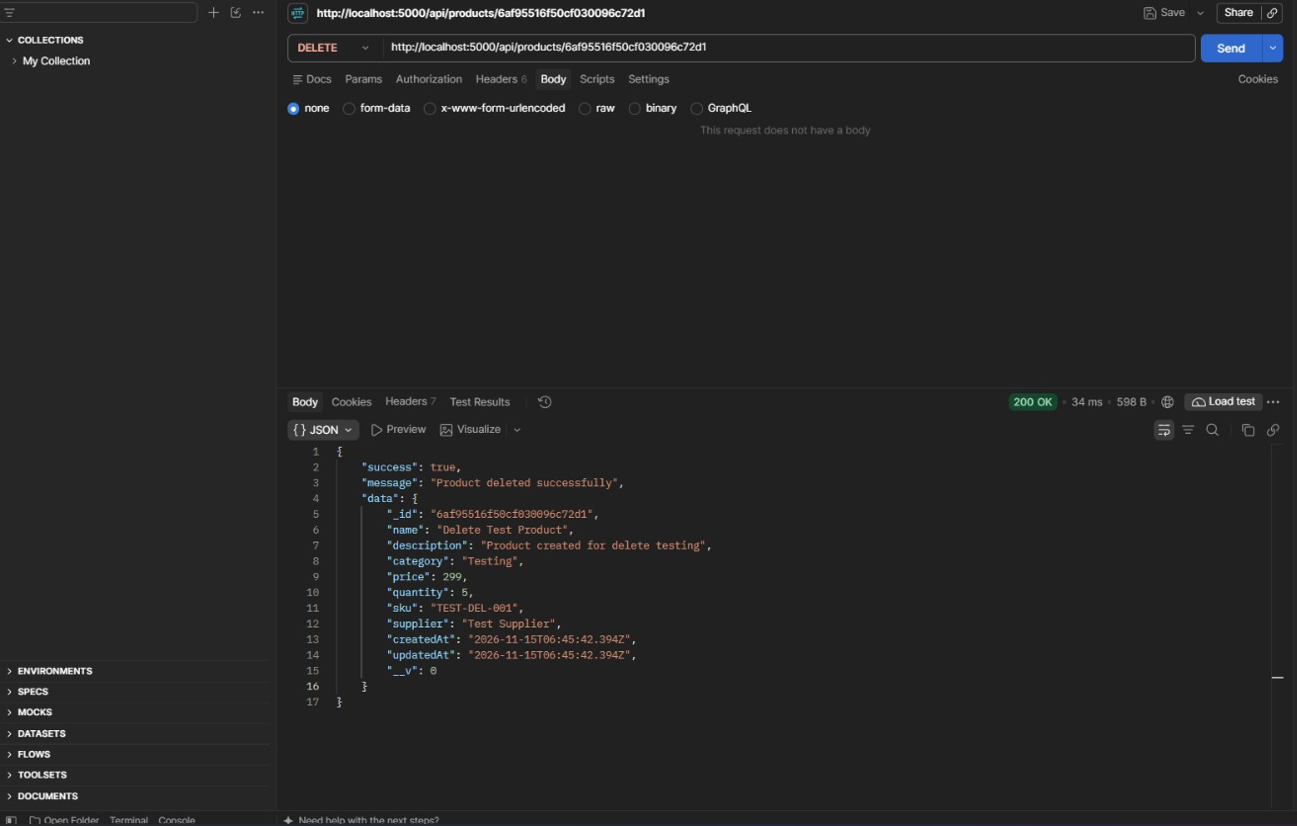 http://localhost:5000/api/products/6af95516f50cf030096c72d1
Save
Share
COLLECTIONS
My Collection
DELETE http://localhost:5000/api/products/6af95516f50cf030096c72d1 Send
Docs Params Authorization Headers 6 Body Scripts Settings Cookies
none form-data x-www-form-urlencoded raw binary GraphQL
This request does not have a body
Body Cookies Headers 7 Test Results 200 OK 34 ms 598 B Load test
{} JSON Preview Visualize
1 {
2 "success": true,
3 "message": "Product deleted successfully",
4 "data": {
5 "_id": "6af95516f50cf030096c72d1",
6 "name": "Delete Test Product",
7 "description": "Product created for delete testing",
8 "category": "Testing",
9 "price": 299,
10 "quantity": 5,
11 "sku": "TEST-DEL-001",
12 "supplier": "Test Supplier",
13 "createdAt": "2026-11-15T06:45:42.394Z",
14 "updatedAt": "2026-11-15T06:45:42.394Z",
15 "__v": 0
16 }
17 }
ENVIRONMENTS
SPECS
MOCKS
DATASETS
FLOWS
TOOLSETS
DOCUMENTS
Open Folder Terminal Console Need help with the next steps?